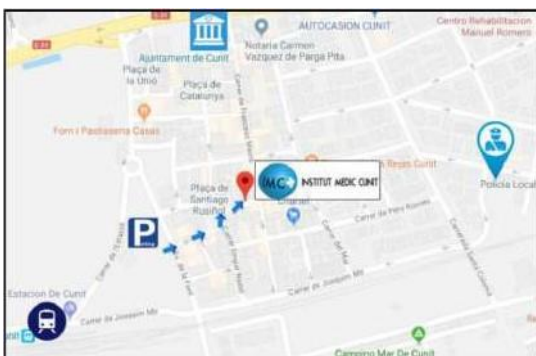 AUTOCASION CUNIT
Centro Rehabilitacion
Manuel Romero
Ajuntament de Cunit
Notaria Carmen
Vazquez de Parga Pita
Plaça de
la Unió
Plaça de
Catalunya
Forn i Pastisseria Casas
IMC
INSTITUT MEDIC CUNIT
Cunit
Policia Local
Plaça de
Santiago
Rusiñol
P
Carrer de Pere Romeu
Carrer del Mar
Estacion De Cunit
Carrer de Joaquim Mir
Carrer de Joaquim Mir
Camping Mar De Cunit